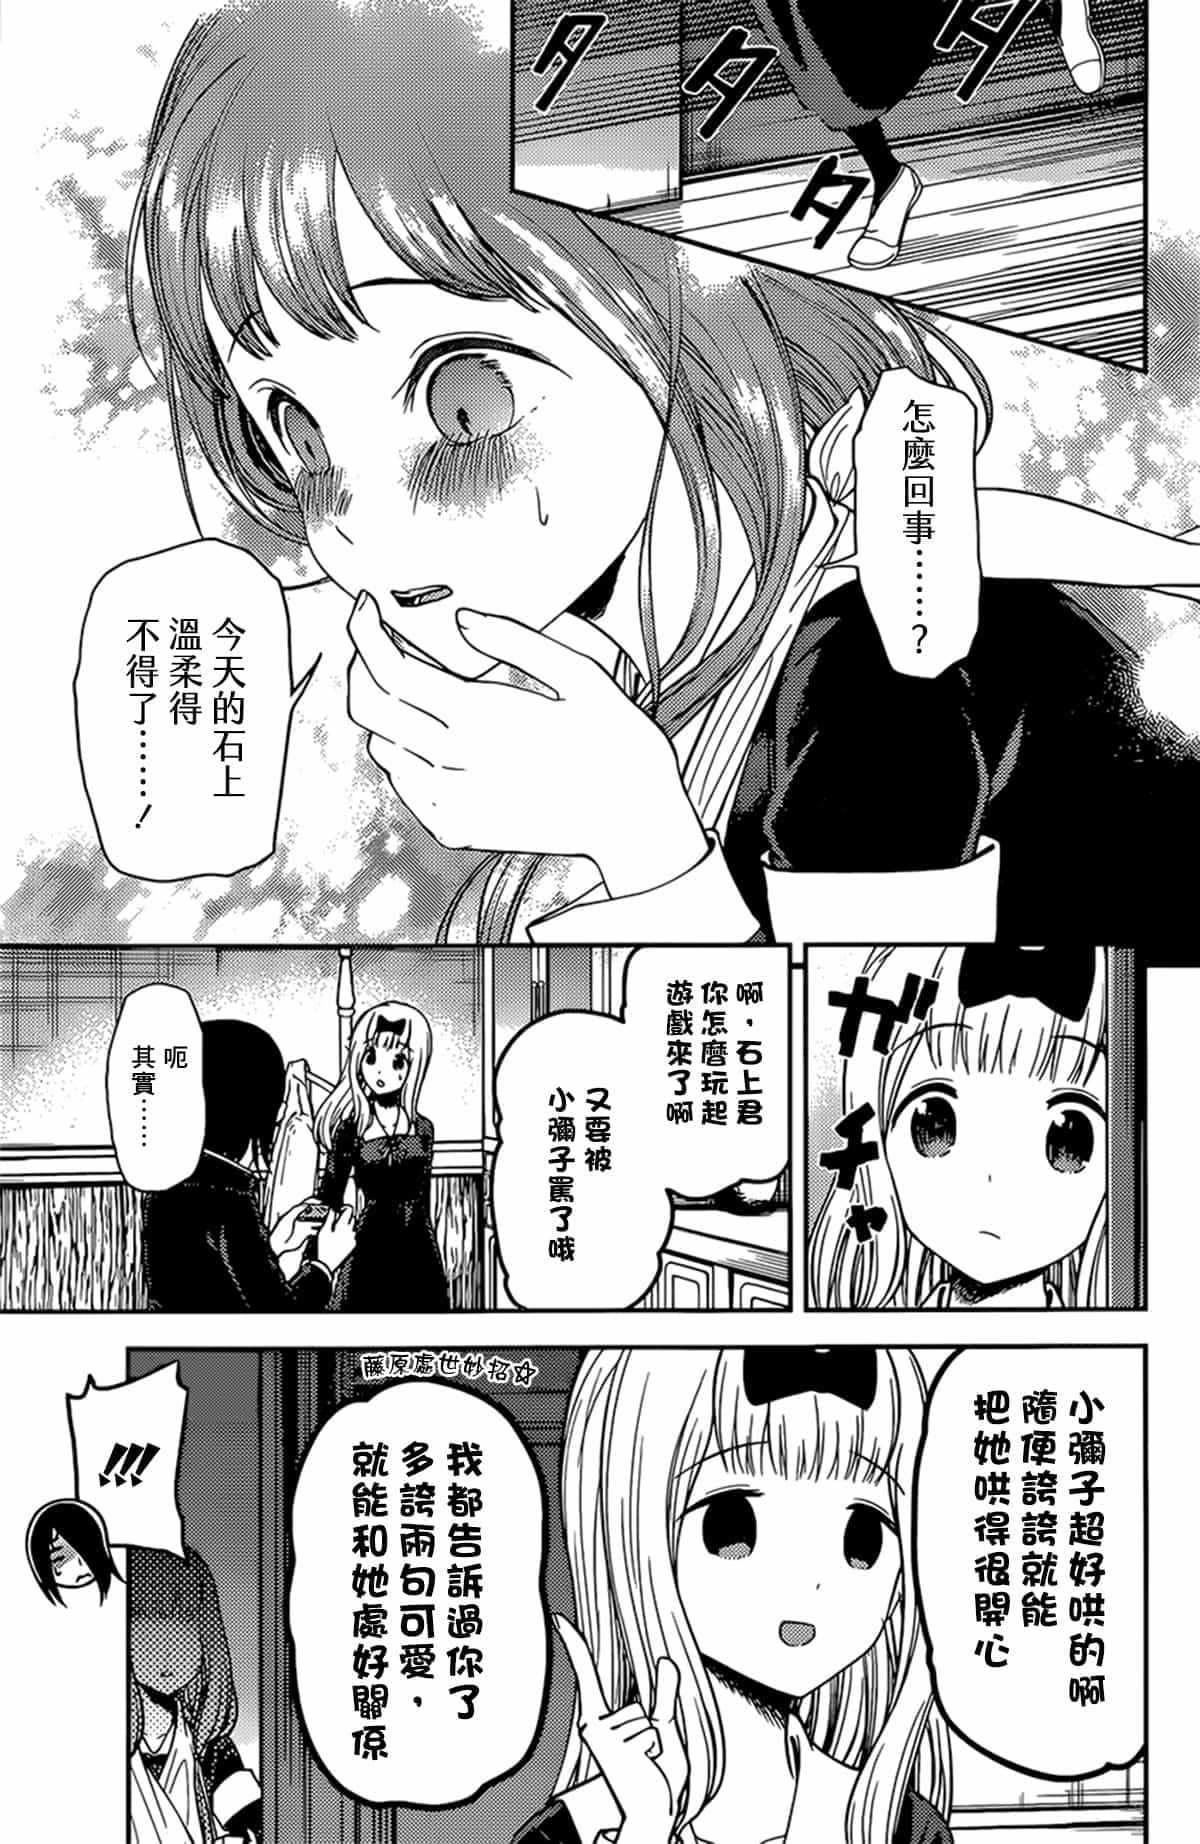 タ
タ
タ
タ
怎麼回事………?
今天的石上
溫柔得
不得了……！
ガ
チャ
啊，石上君
你怎麼玩起
遊戲來了啊
又要被
小彌子罵了哦
呃
其實……
小彌子超好哄的啊
隨便誇誇就能
把她哄得很開心
藤原處世妙招☆
我都告訴過你了
多誇兩句可愛，
就能和她處好關係
!!!